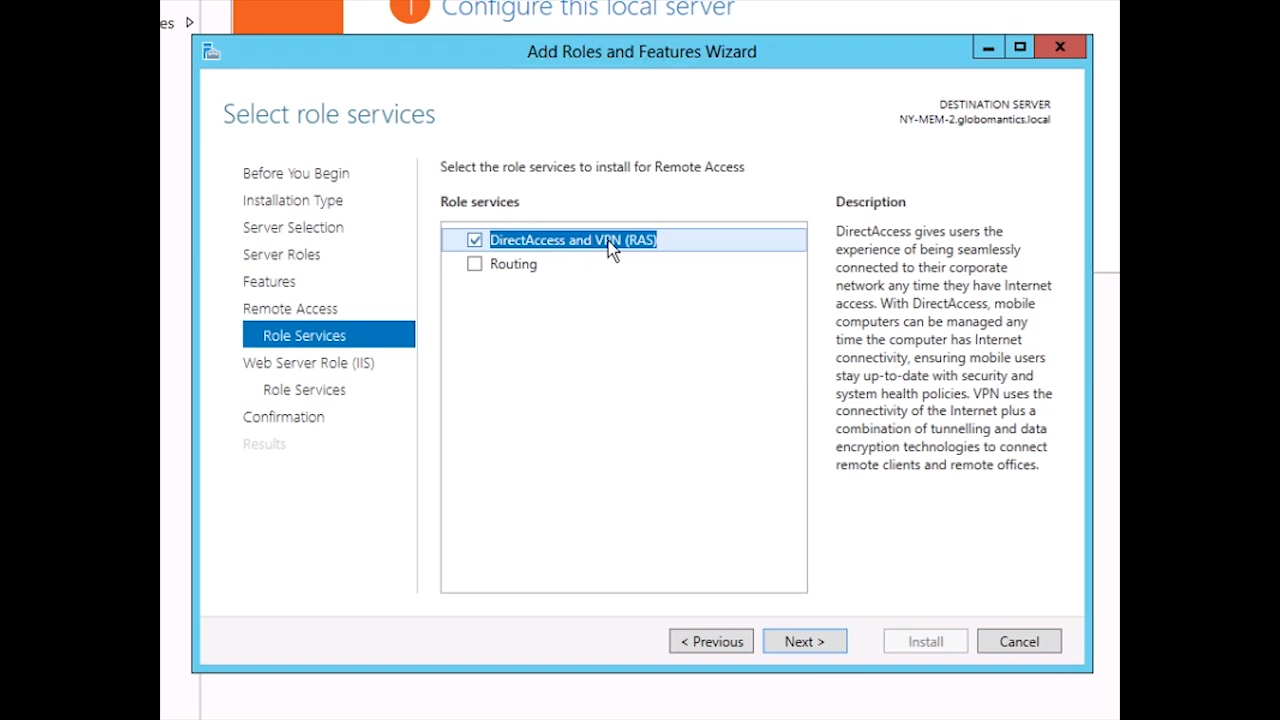 Configure this local server
es
Add Roles and Features Wizard
Select role services
DESTINATION SERVER
NY-MEM-2.globomantics.local
Before You Begin
Installation Type
Server Selection
Server Roles
Features
Remote Access
Role Services
Web Server Role (IIS)
Role Services
Confirmation
Results
Select the role services to install for Remote Access
Role services
DirectAccess and VPN (RAS)
Routing
Description
DirectAccess gives users the
experience of being seamlessly
connected to their corporate
network any time they have Internet
access. With DirectAccess, mobile
computers can be managed any
time the computer has Internet
connectivity, ensuring mobile users
stay up-to-date with security and
system health policies. VPN uses the
connectivity of the Internet plus a
combination of tunnelling and data
encryption technologies to connect
remote clients and remote offices.
< Previous
Next >
Install
Cancel